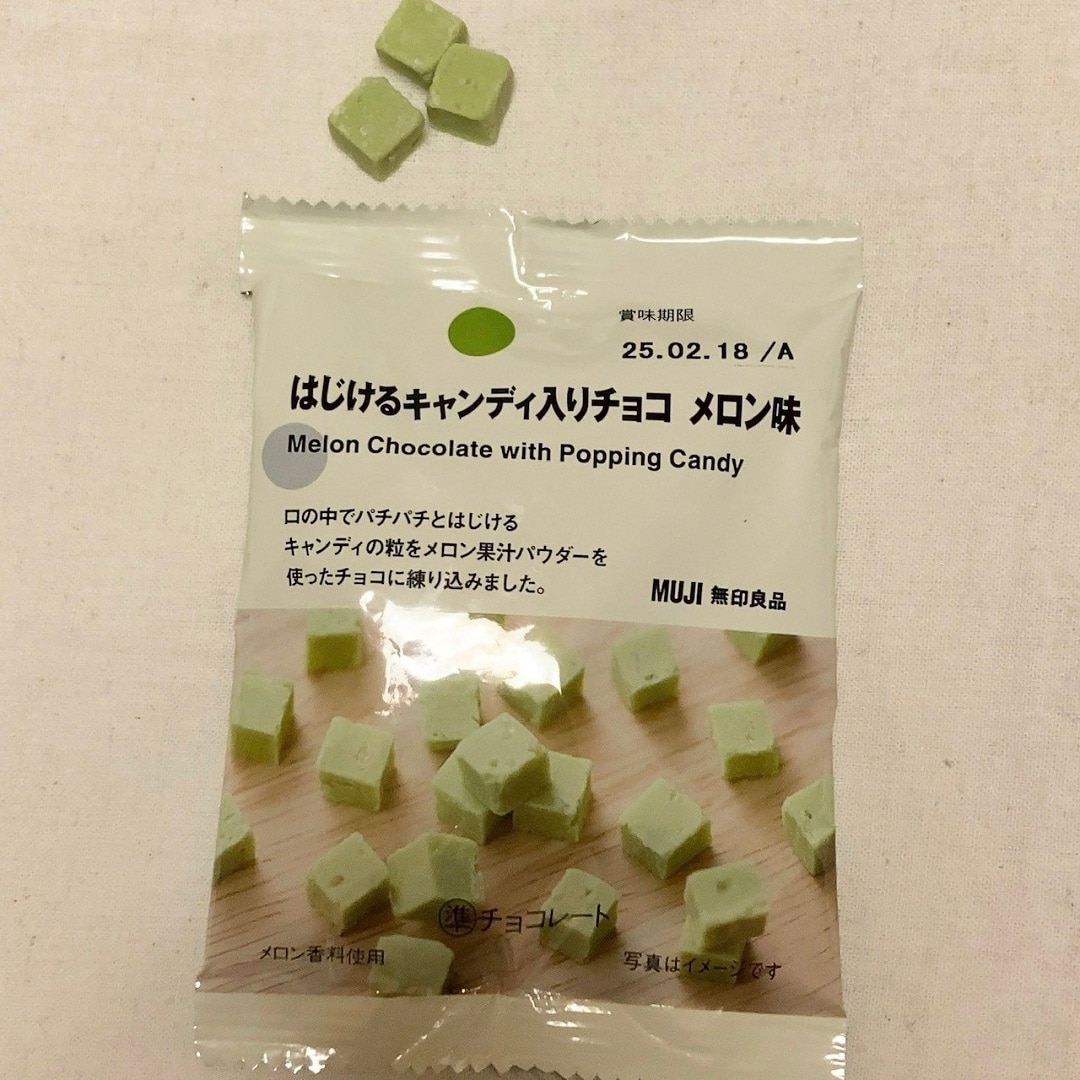 賞味期限
25.02.18 /A
はじけるキャンディ入りチョコ メロン味
Melon Chocolate with Popping Candy
口の中でパチパチとはじける
キャンディの粒をメロン果汁パウダーを
使ったチョコに練り込みました。
MUJI 無印良品
準チョコレート
メロン香料使用
写真はイメージです